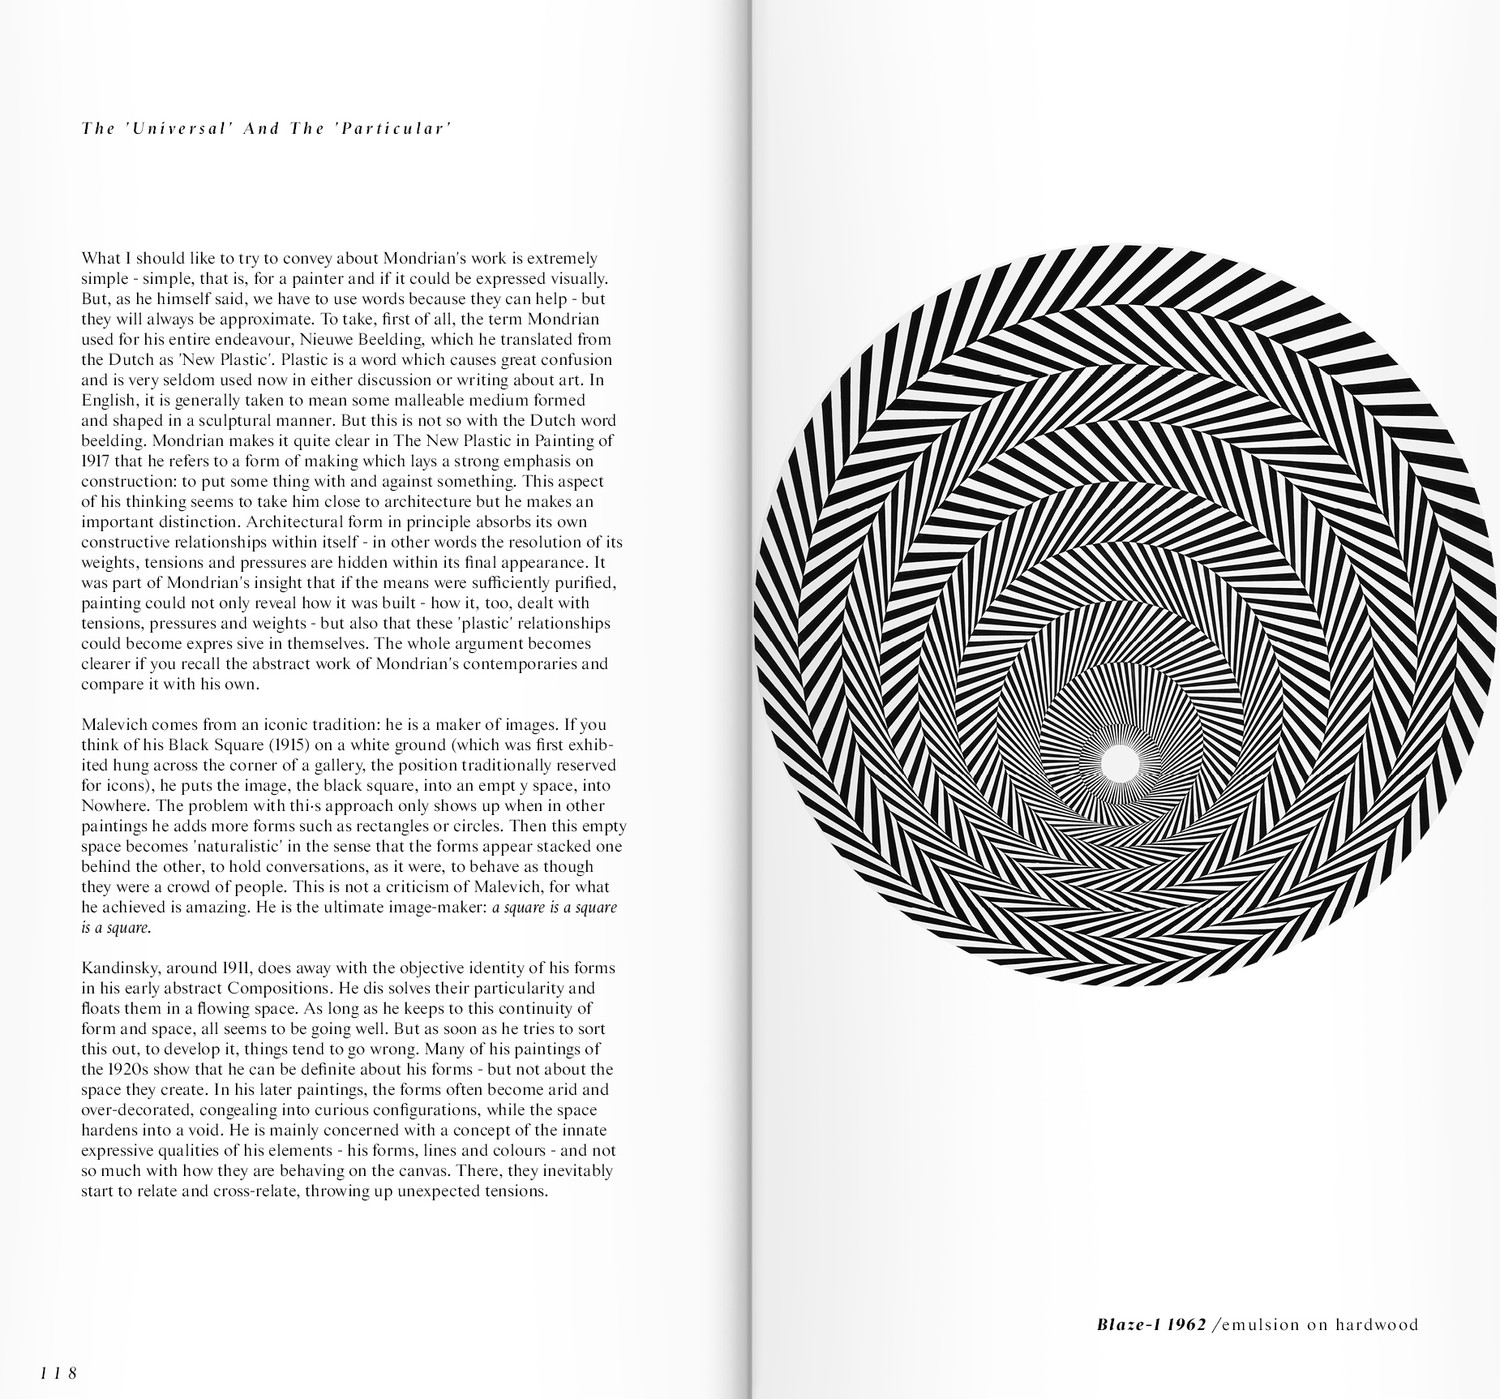 The 'Universal' And The 'Particular'
What I should like to try to convey about Mondrian's work is extremely
simple - simple, that is, for a painter and if it could be expressed visually.
But, as he himself said, we have to use words because they can help - but
they will always be approximate. To take, first of all, the term Mondrian
used for his entire endeavour, Nieuwe Beelding, which he translated from
the Dutch as 'New Plastic'. Plastic is a word which causes great confusion
and is very seldom used now in either discussion or writing about art. In
English, it is generally taken to mean some malleable medium formed
and shaped in a sculptural manner. But this is not so with the Dutch word
beelding. Mondrian makes it quite clear in The New Plastic in Painting of
1917 that he refers to a form of making which lays a strong emphasis on
construction: to put some thing with and against something. This aspect
of his thinking seems to take him close to architecture but he makes an
important distinction. Architectural form in principle absorbs its own
constructive relationships within itself - in other words the resolution of its
weights, tensions and pressures are hidden within its final appearance. It
was part of Mondrian's insight that if the means were sufficiently purified,
painting could not only reveal how it was built - how it, too, dealt with
tensions, pressures and weights - but also that these 'plastic' relationships
could become expres sive in themselves. The whole argument becomes
clearer if you recall the abstract work of Mondrian's contemporaries and
compare it with his own.
Malevich comes from an iconic tradition: he is a maker of images. If you
think of his Black Square (1915) on a white ground (which was first exhib-
ited hung across the corner of a gallery, the position traditionally reserved
for icons), he puts the image, the black square, into an empt y space, into
Nowhere. The problem with thi·s approach only shows up when in other
paintings he adds more forms such as rectangles or circles. Then this empty
space becomes 'naturalistic' in the sense that the forms appear stacked one
behind the other, to hold conversations, as it were, to behave as though
they were a crowd of people. This is not a criticism of Malevich, for what
he achieved is amazing. He is the ultimate image-maker: a square is a square
is a square.
Kandinsky, around 1911, does away with the objective identity of his forms
in his early abstract Compositions. He dis solves their particularity and
floats them in a flowing space. As long as he keeps to this continuity of
form and space, all seems to be going well. But as soon as he tries to sort
this out, to develop it, things tend to go wrong. Many of his paintings of
the 1920s show that he can be definite about his forms - but not about the
space they create. In his later paintings, the forms often become arid and
over-decorated, congealing into curious configurations, while the space
hardens into a void. He is mainly concerned with a concept of the innate
expressive qualities of his elements - his forms, lines and colours - and not
so much with how they are behaving on the canvas. There, they inevitably
start to relate and cross-relate, throwing up unexpected tensions.
118
Blaze-1 1962 /emulsion on hardwood